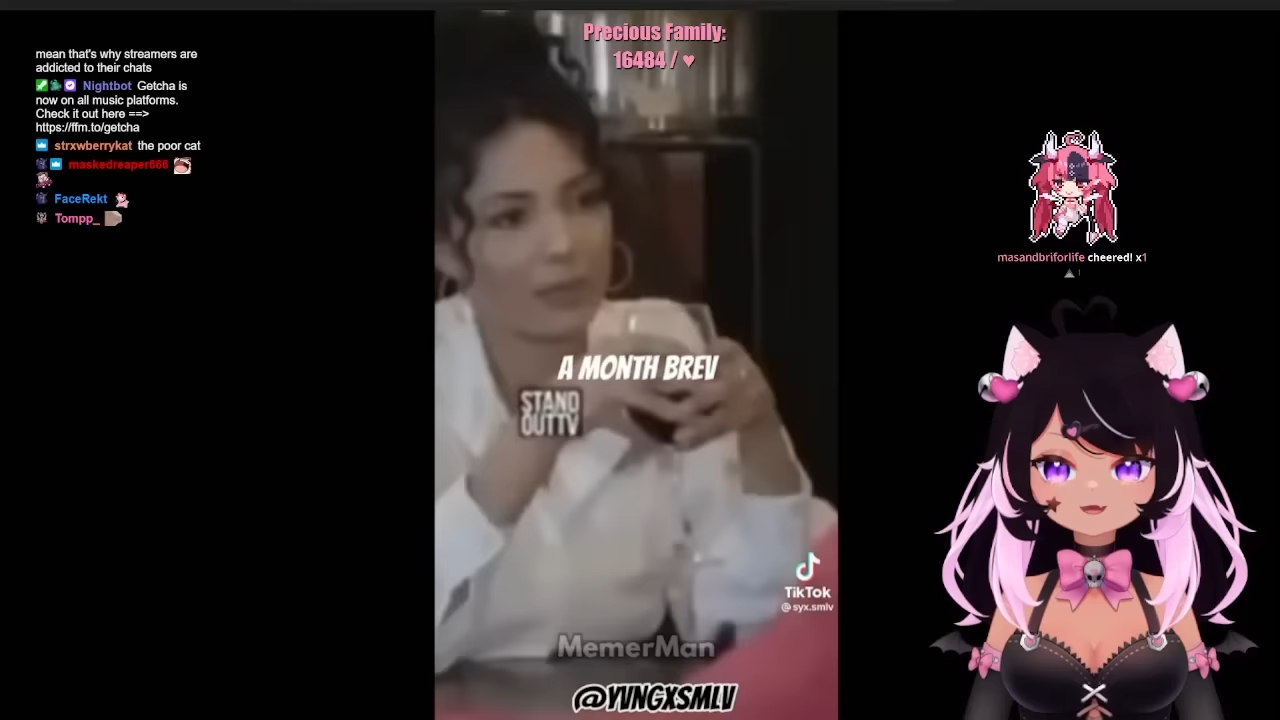 mean that's why streamers are
addicted to their chats
Nightbot Getcha is
now on all music platforms.
Check it out here ==>
https://ffm.to/getcha
strxwberrykat the poor cat
maskedreaper666
FaceRekt
Tompp_
Precious Family:
16484 / ♥
A MONTH BREV
STAND
OUTTV
TikTok
@syx.smlv
MemerMan
@YVNGXSMLV
masandbriforlife cheered! x1
1